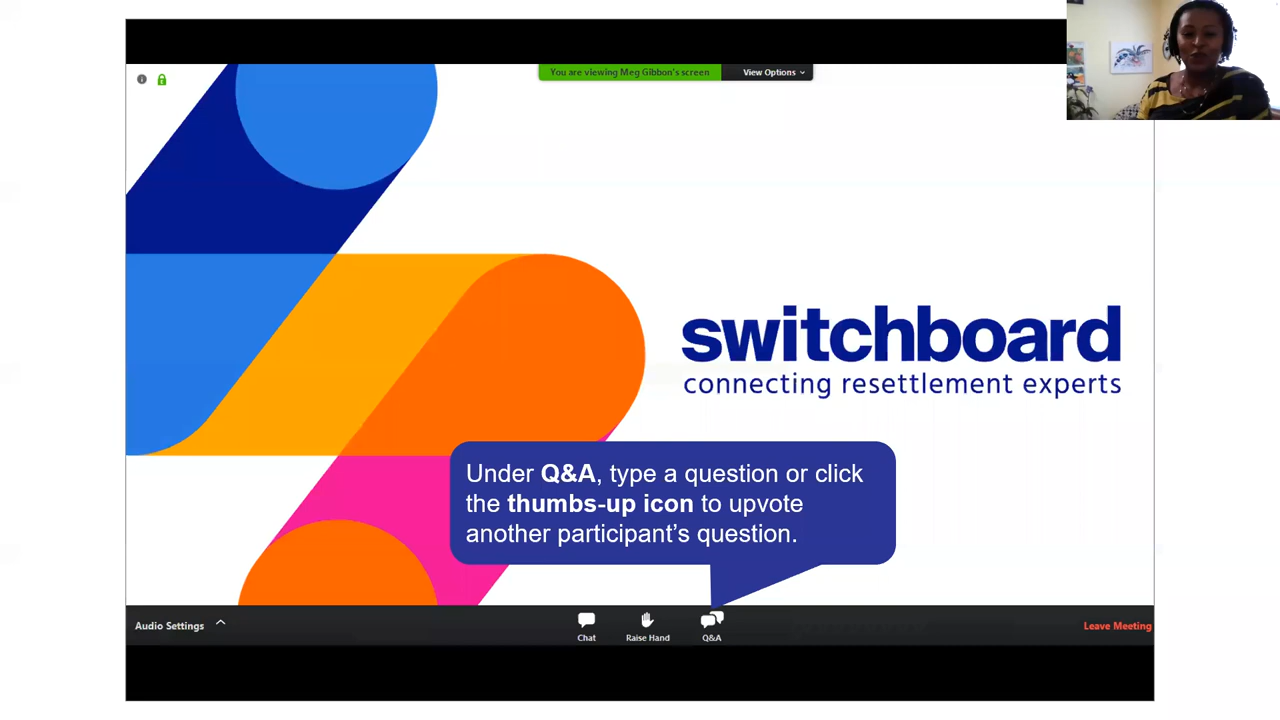 You are viewing Meg Gibbon's screen
View Options
switchboard
connecting resettlement experts
Under Q&A, type a question or click
the thumbs-up icon to upvote
another participant’s question.
Audio Settings
Chat
Raise Hand
Q&A
Leave Meeting